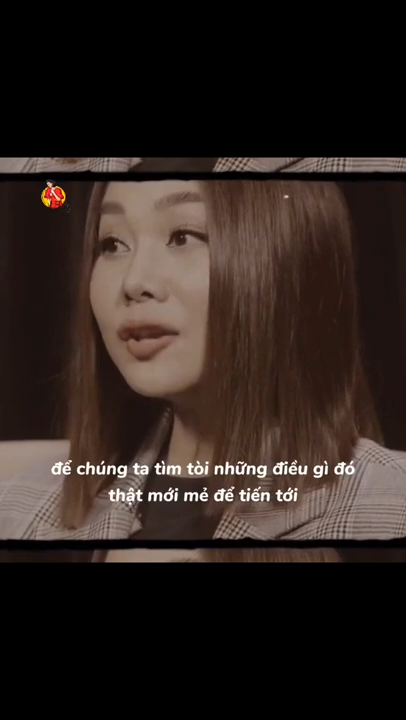 để chúng ta tìm tòi những điều gì đó
thật mới mẻ để tiến tới